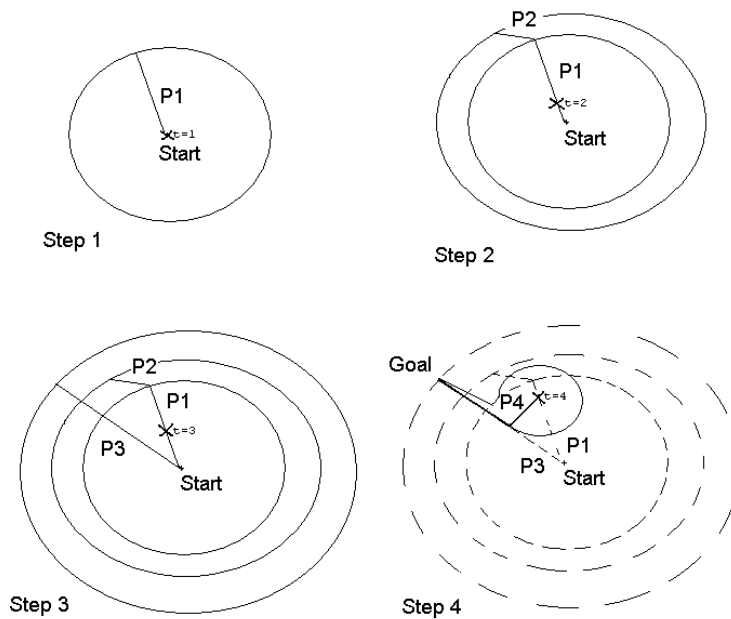 P1
t=1
Start
Step 1
P2
P1
t=2
Start
Step 2
P2
P1
t=3
P3
Start
Step 3
Goal
P4
t=4
P1
P3
Start
Step 4